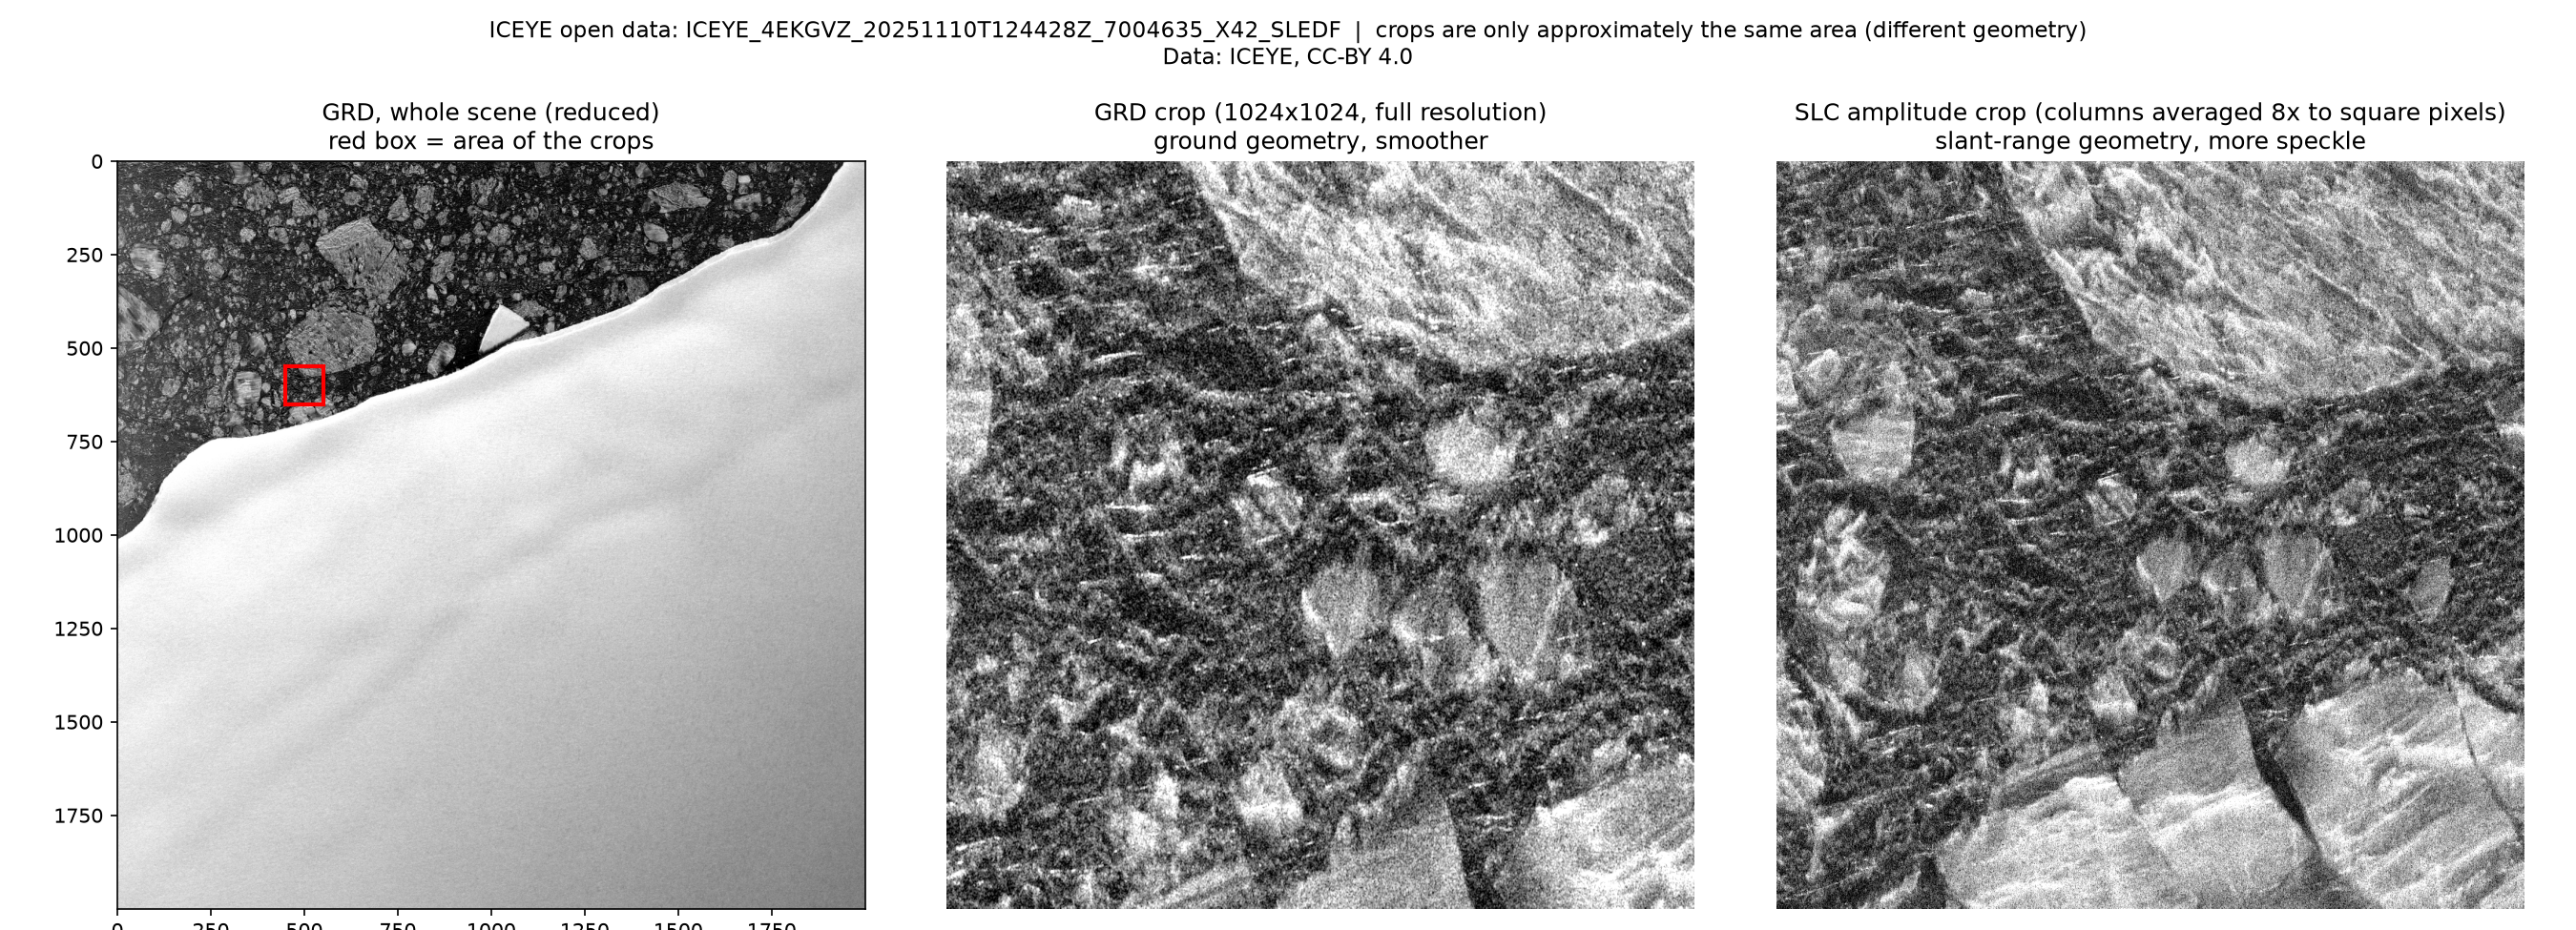 ICEYE open data: ICEYE_4EKGVZ_20251110T124428Z_7004635_X42_SLEDF | crops are only approximately the same area (different geometry)
Data: ICEYE, CC-BY 4.0
GRD, whole scene (reduced)
red box = area of the crops
GRD crop (1024x1024, full resolution)
ground geometry, smoother
SLC amplitude crop (columns averaged 8x to square pixels)
slant-range geometry, more speckle
0
250
500
750
1000
1250
1500
1750
0 250 500 750 1000 1250 1500 1750